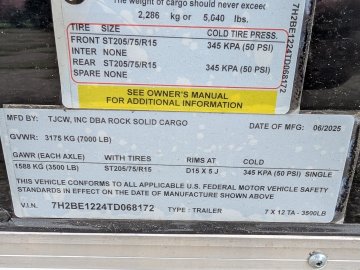 The weight of cargo should never exceed
2,286 kg or 5,040 lbs.
TIRE SIZE COLD TIRE PRESS.
FRONT ST205/75/R15 345 KPA (50 PSI)
INTER NONE
REAR ST205/75/R15 345 KPA (50 PSI)
SPARE NONE
7H2BE1224TD068172
SEE OWNER'S MANUAL
FOR ADDITIONAL INFORMATION
MFD BY: TJCW, INC DBA ROCK SOLID CARGO DATE OF MFG: 06/2025
GVWR: 3175 KG (7000 LB)
GAWR (EACH AXLE) WITH TIRES RIMS AT COLD
1588 KG (3500 LB) ST205/75/R15 D15 X 5 J 345 KPA (50 PSI) SINGLE
THIS VEHICLE CONFORMS TO ALL APPLICABLE U.S. FEDERAL MOTOR VEHICLE SAFETY
STANDARDS IN EFFECT ON THE DATE OF MANUFACTURE SHOWN ABOVE
V.I.N. 7H2BE1224TD068172 TYPE: TRAILER 7 X 12 TA - 3500LB